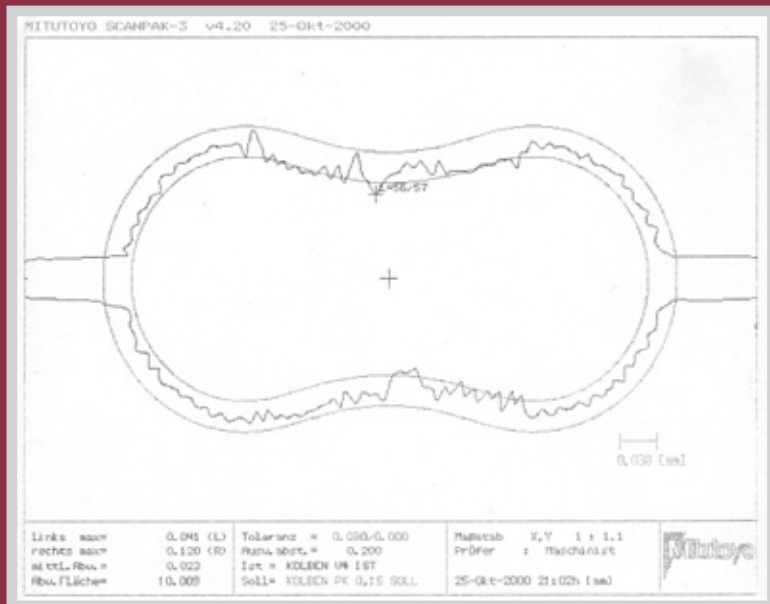 MITUTOYO SCANPAK-3 v4.20 25-Okt-2000
L=56/57
0.030 [mm]
Links max= 0.041 (L)
rechts max= 0.120 (R)
mittl.Abw.= 0.023
Abw.Fläche= 10.009
Toleranz = 0.030/0.000
Ausw.abst.= 0.200
Ist = KOLBEN V4 IST
Soll= KOLBEN PK 0,15 SOLL
Maßstab X,Y 1 : 1.1
Prüfer : Maschinist
25-Okt-2000 21:02h [mm]
Mitutoyo